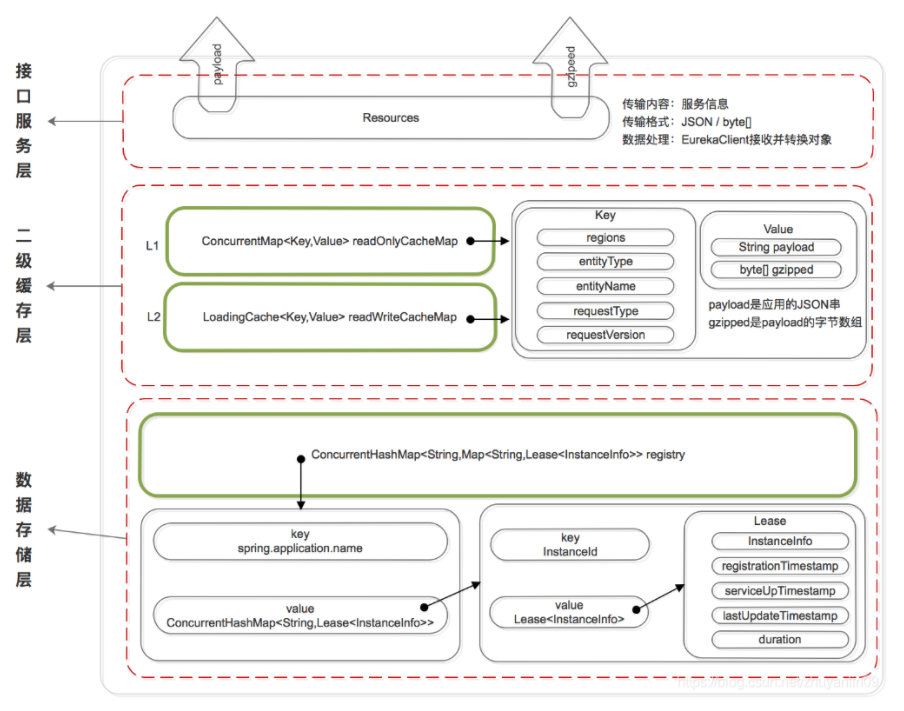 payload
gzipeed
接口服务层
Resources
传输内容：服务信息
传输格式：JSON / byte[]
数据处理：EurekaClient接收并转换对象
二级缓存层
L1
ConcurrentMap<Key,Value> readOnlyCacheMap
L2
LoadingCache<Key,Value> readWriteCacheMap
Key
regions
entityType
entityName
requestType
requestVersion
Value
String payload
byte[] gzipped
payload是应用的JSON串
gzipped是payload的字节数组
数据存储层
ConcurrentHashMap<String,Map<String,Lease<InstanceInfo>> registry
key
spring.application.name
value
ConcurrentHashMap<String,Lease<InstanceInfo>>
key
InstanceId
value
Lease<InstanceInfo>
Lease
InstanceInfo
registrationTimestamp
serviceUpTimestamp
lastUpdateTimestamp
duration